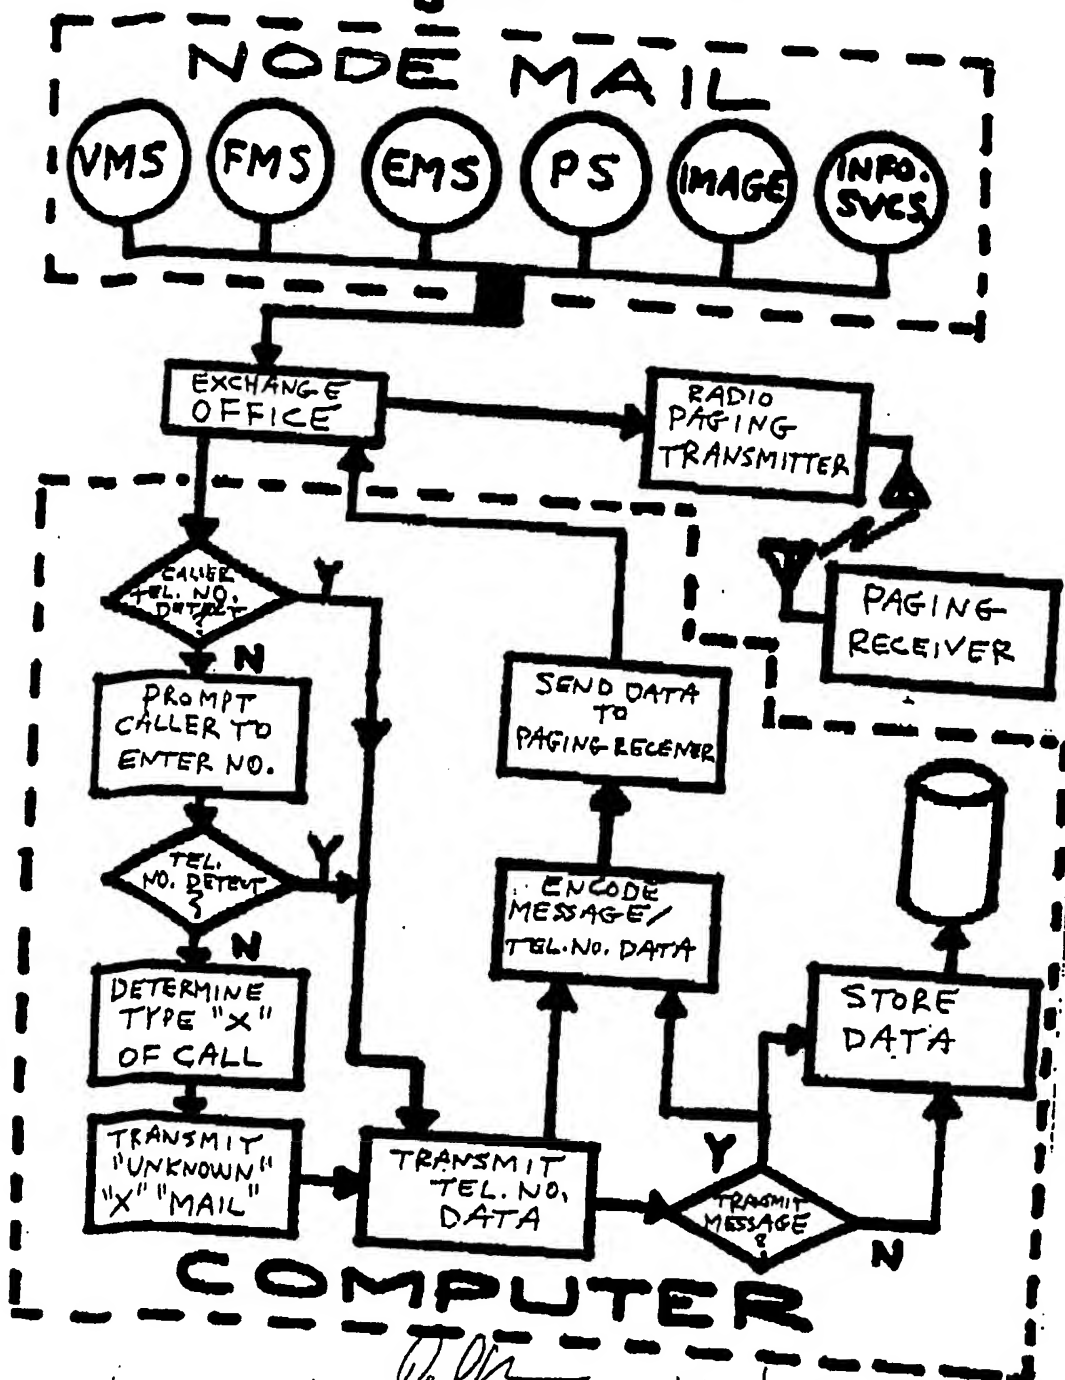 NODE MAIL
VMS
FMS
EMS
PS
IMAGE
INFO.
SVCS.
EXCHANGE
OFFICE
RADIO
PAGING
TRANSMITTER
PAGING
RECEIVER
CALLER
TEL. NO.
DETECT
?
Y
N
PROMPT
CALLER TO
ENTER NO.
TEL.
NO. DETECT
?
Y
N
DETERMINE
TYPE "X"
OF CALL
TRANSMIT
"UNKNOWN"
"X" "MAIL"
TRANSMIT
TEL. NO.
DATA
SEND DATA
TO
PAGING RECEIVER
ENCODE
MESSAGE/
TEL. NO. DATA
STORE
DATA
TRANSMIT
MESSAGE
?
Y
N
COMPUTER